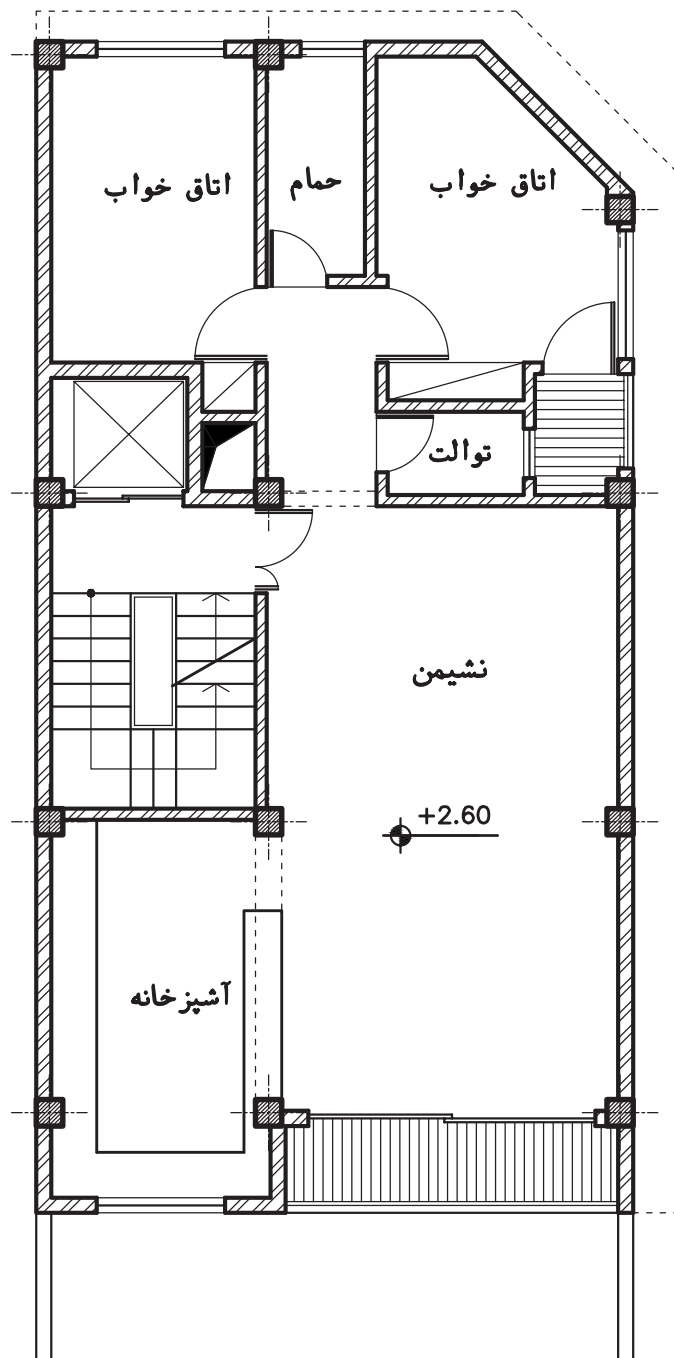 اتاق خواب
حمام
اتاق خواب
توالت
نشیمن
+2.60
آشپزخانه